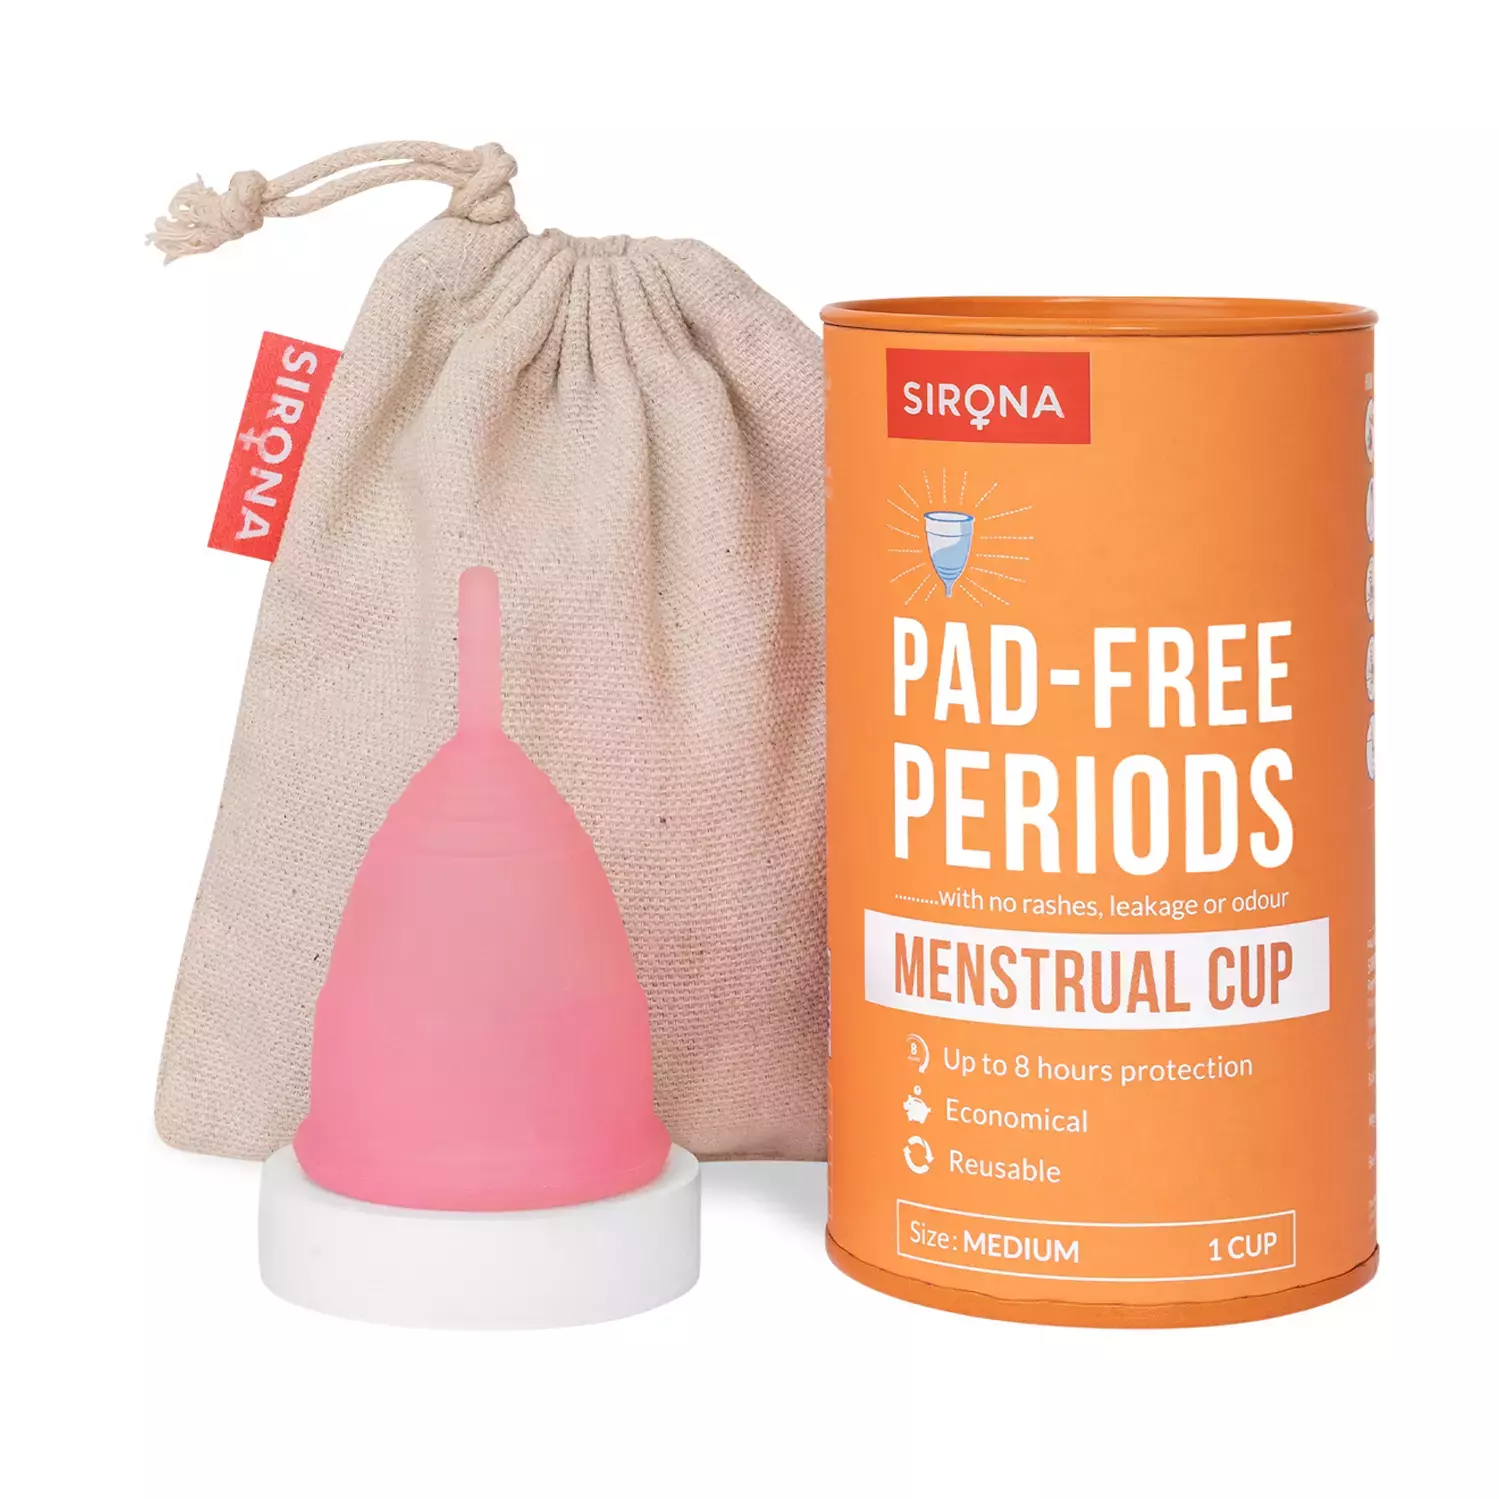 SIRONA
SIRONA
PAD-FREE
PERIODS
..........with no rashes, leakage or odour
MENSTRUAL CUP
8
Up to 8 hours protection
Economical
Reusable
Size: MEDIUM
1 CUP